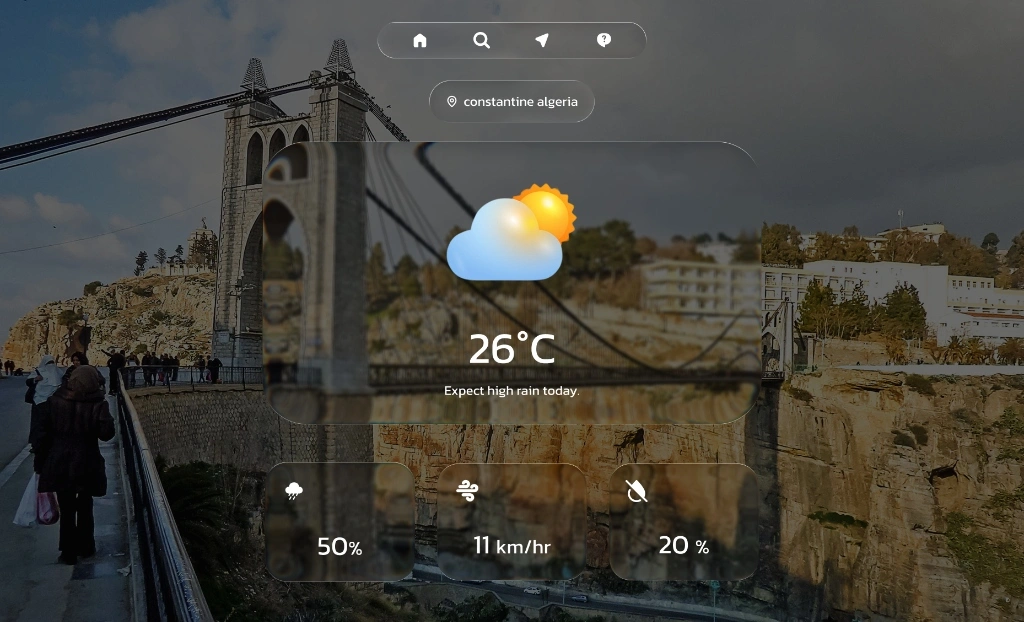 constantine algeria
26°C
Expect high rain today.
50%
11 km/hr
20 %